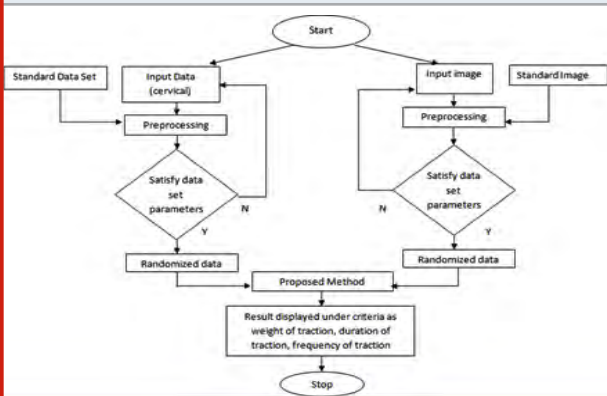 Start
Standard Data Set
Input Data
(cervical)
Input image
Standard Image
Preprocessing
Preprocessing
Satisfy data
set
parameters
N
Y
Satisfy data
set
parameters
N
Y
Randomized data
Randomized data
Proposed Method
Result displayed under criteria as
weight of traction, duration of
traction, frequency of traction
Stop